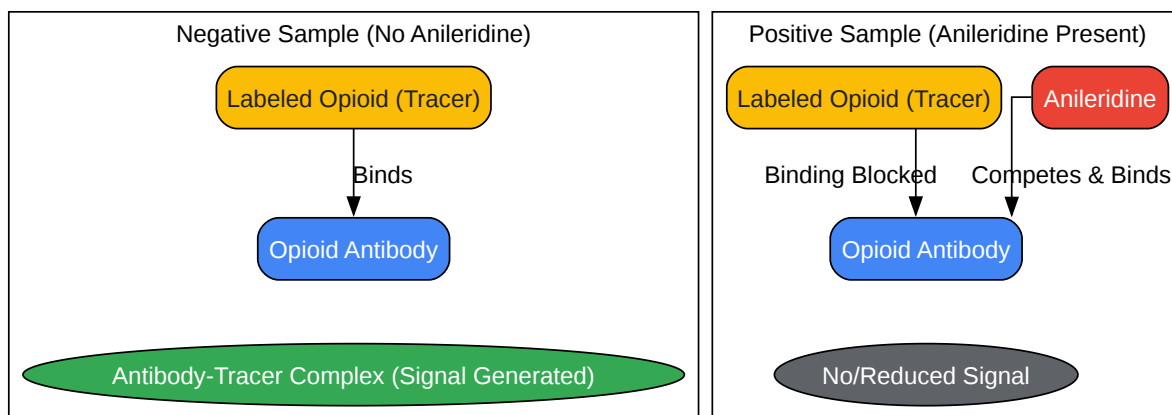 Negative Sample (No Anileridine)
Labeled Opioid (Tracer)
Binds
Opioid Antibody
Antibody-Tracer Complex (Signal Generated)
Positive Sample (Anileridine Present)
Labeled Opioid (Tracer)
Anileridine
Binding Blocked
Competes & Binds
Opioid Antibody
No/Reduced Signal